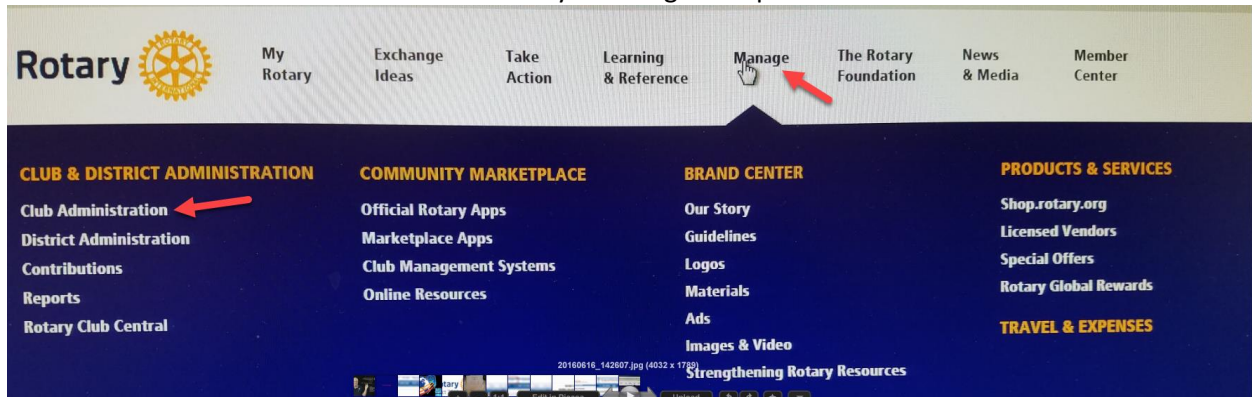 Rotary
ROTARY
INTERNATIONAL
My
Rotary
Exchange
Ideas
Take
Action
Learning
& Reference
Manage
The Rotary
Foundation
News
& Media
Member
Center
CLUB & DISTRICT ADMINISTRATION
Club Administration
District Administration
Contributions
Reports
Rotary Club Central
COMMUNITY MARKETPLACE
Official Rotary Apps
Marketplace Apps
Club Management Systems
Online Resources
BRAND CENTER
Our Story
Guidelines
Logos
Materials
Ads
Images & Video
Strengthening Rotary Resources
PRODUCTS & SERVICES
Shop.rotary.org
Licensed Vendors
Special Offers
Rotary Global Rewards
TRAVEL & EXPENSES
20160616_142607.jpg (4032 x 1789)